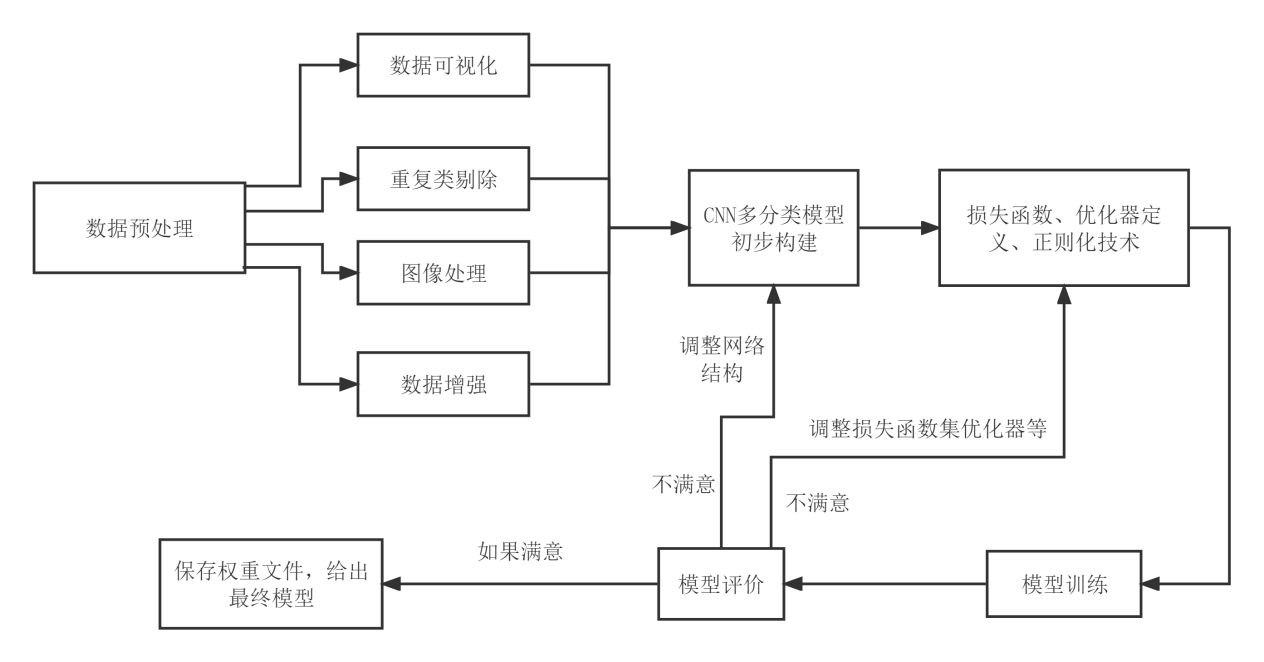 数据可视化
重复类剔除
数据预处理
图像处理
数据增强
CNN多分类模型
初步构建
损失函数、优化器定
义、正则化技术
调整网络
结构
调整损失函数集优化器等
不满意
不满意
如果满意
保存权重文件，给出
最终模型
模型评价
模型训练